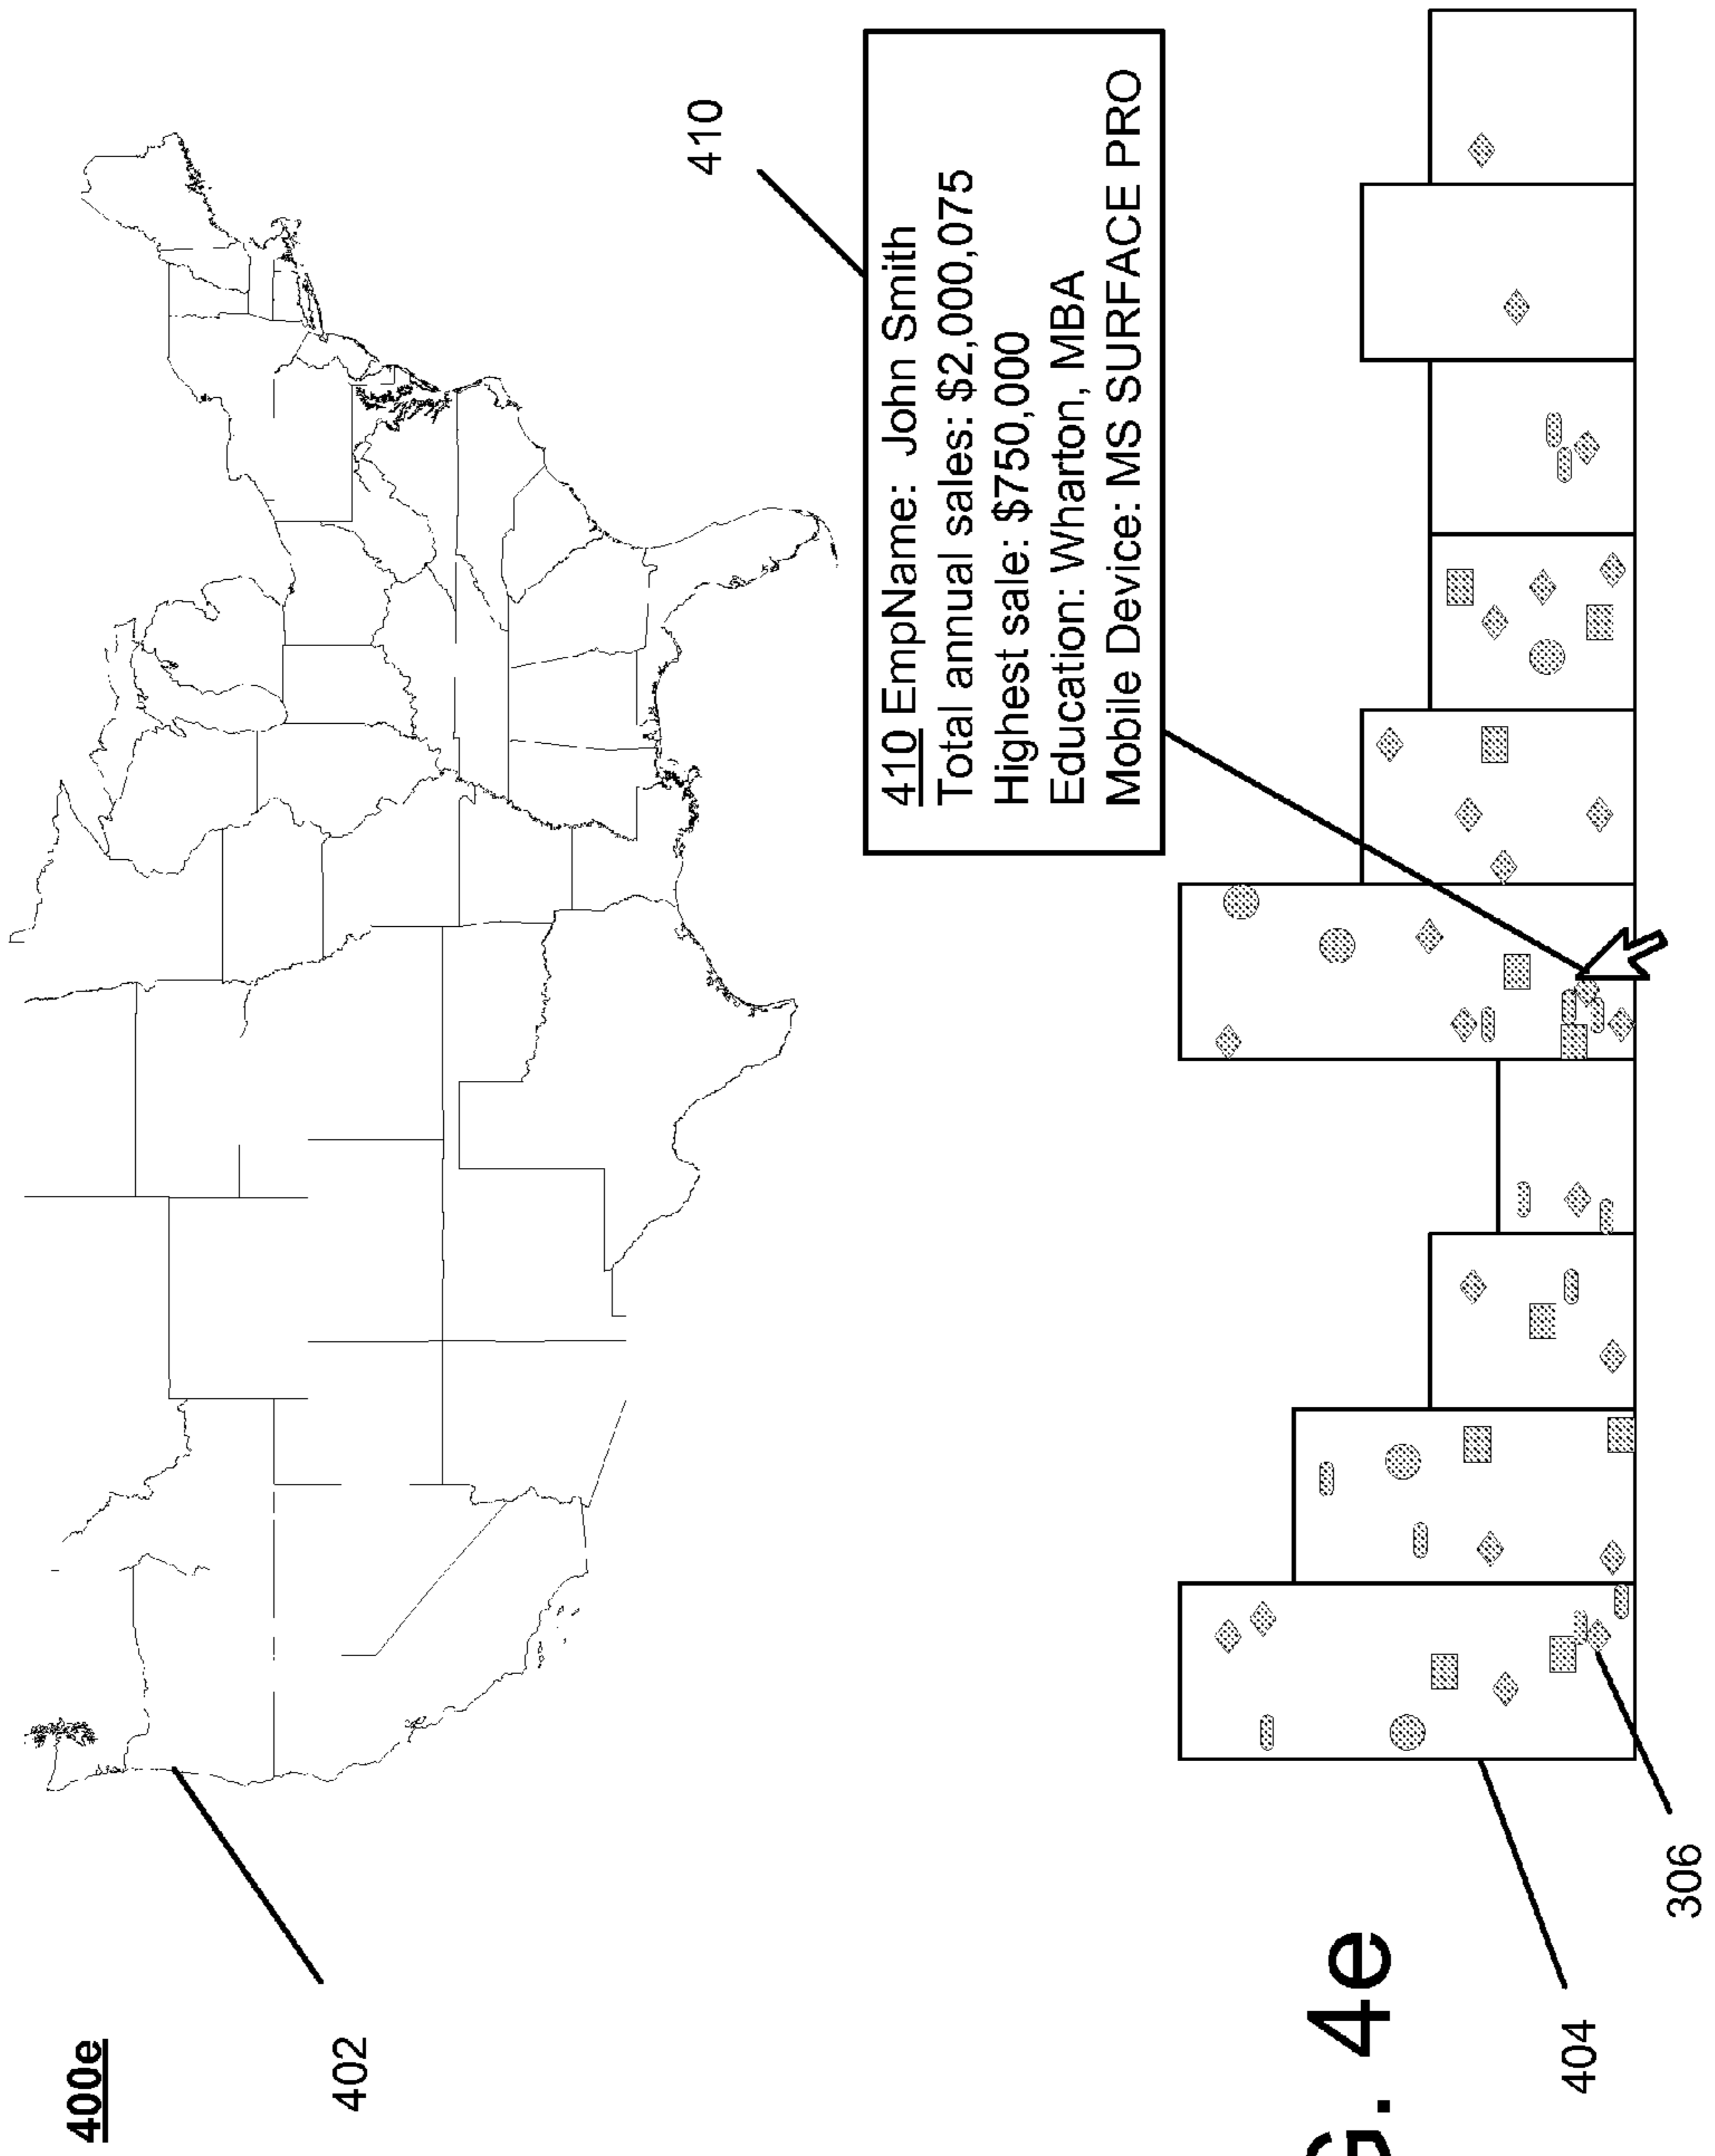 400e
402
410
410 EmpName: John Smith
Total annual sales: $2,000,075
Highest sale: $750,000
Education: Wharton, MBA
Mobile Device: MS SURFACE PRO
404
306
G. 4e